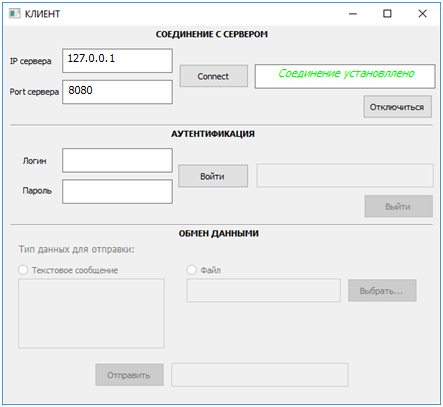 КЛИЕНТ
СОЕДИНЕНИЕ С СЕРВЕРОМ
IP сервера
127.0.0.1
Connect
Соединение установллено
Port сервера
8080
Отключиться
АУТЕНТИФИКАЦИЯ
Логин
Войти
Пароль
Выйти
ОБМЕН ДАННЫМИ
Тип данных для отправки:
Текстовое сообщение
Файл
Выбрать...
Отправить